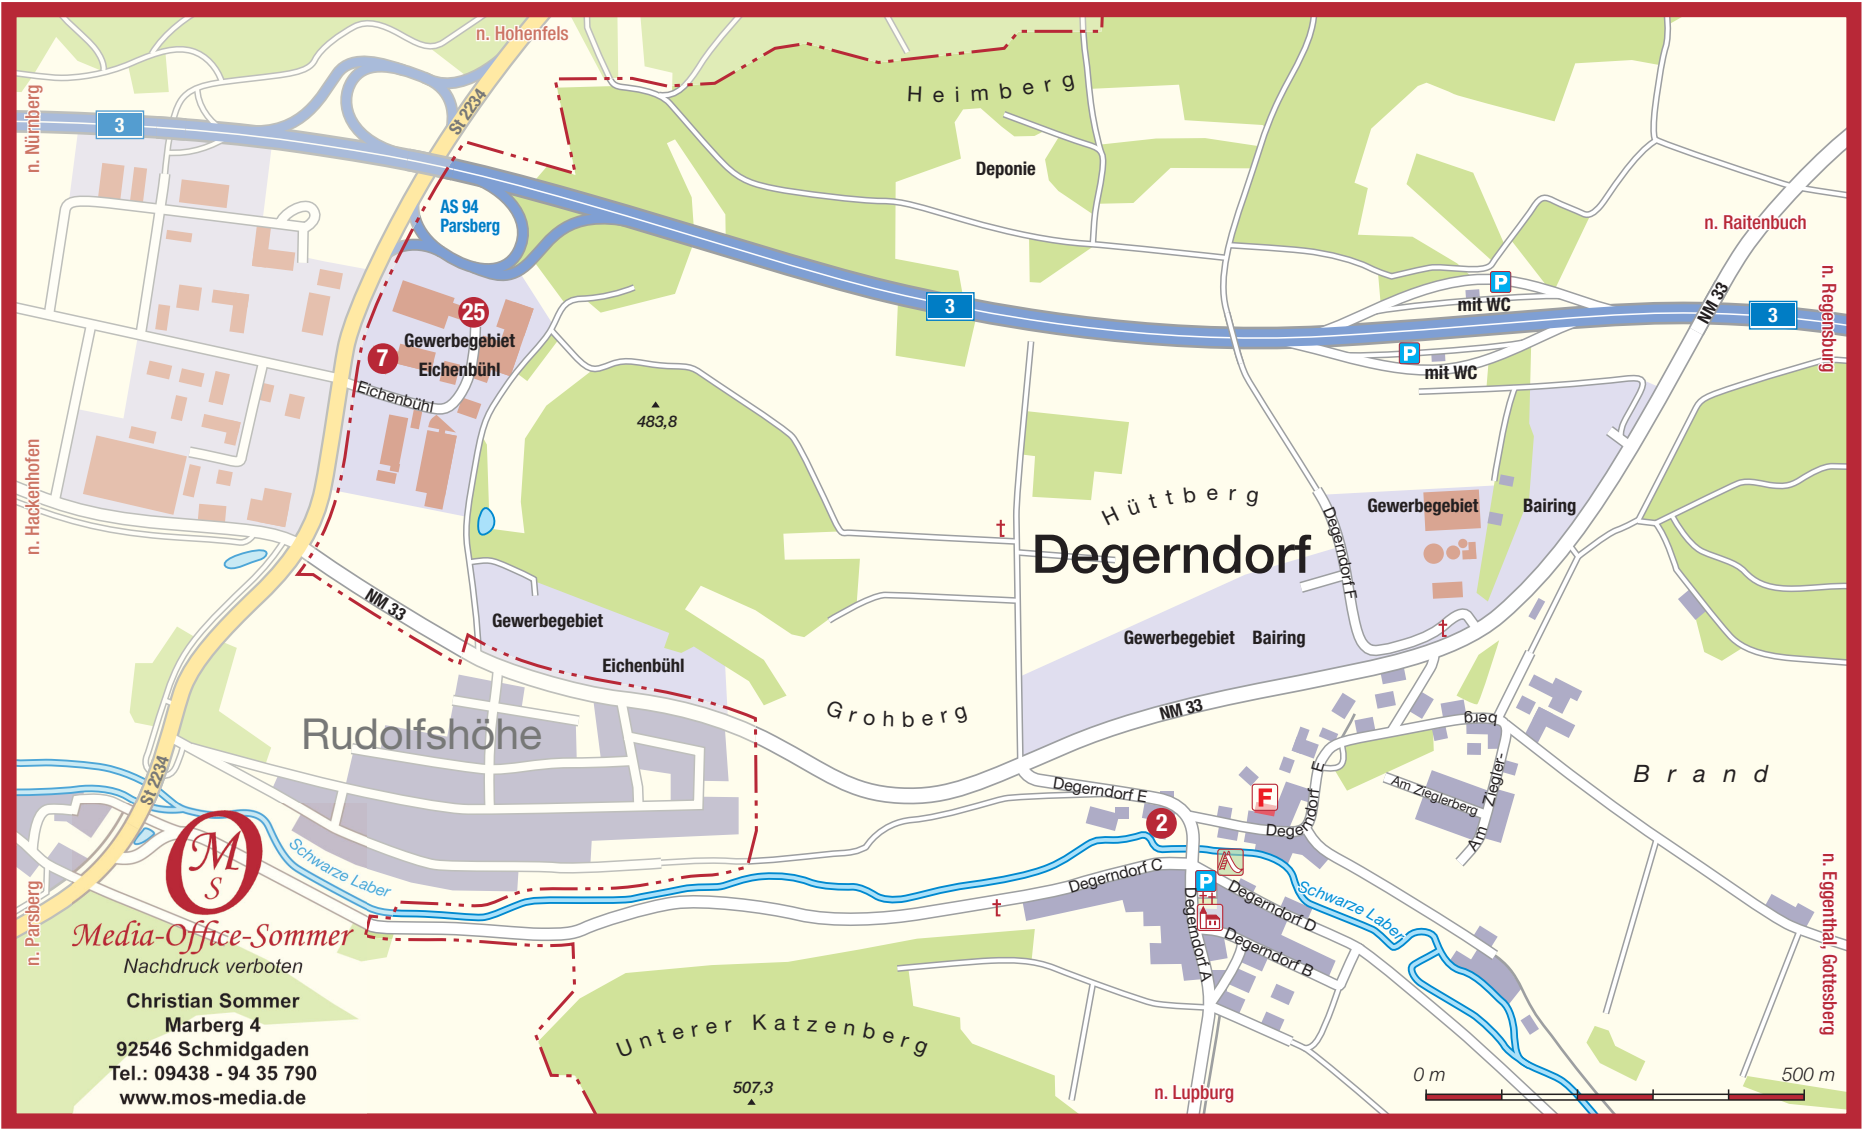 n. Hohenfels
n. Nürnberg
3
St 2234
Heimberg
Deponie
AS 94
Parsberg
n. Raitenbuch
n. Regensburg
P
mit WC
NM 33
3
3
P
mit WC
25
Gewerbegebiet
7
Eichenbühl
Eichenbühl
483,8
n. Hackenhofen
Hüttberg
Degerndorf
Degerndorf F
Gewerbegebiet
Bairing
NM 33
Gewerbegebiet
Eichenbühl
Gewerbegebiet Bairing
Rudolfshöhe
Grohberg
NM 33
berg
Am Ziegler-
Am Zieglerberg
Brand
St 2234
Degerndorf E
Degerndorf E
F
2
Schwarze Laber
Degerndorf C
P
Degerndorf D
Schwarze Laber
Degerndorf A
Degerndorf B
n. Parsberg
n. Eggenthal, Gottesberg
M
S
Media-Office-Sommer
Nachdruck verboten
Christian Sommer
Marberg 4
92546 Schmidgaden
Tel.: 09438 - 94 35 790
www.mos-media.de
Unterer Katzenberg
507,3
n. Lupburg
0 m
500 m